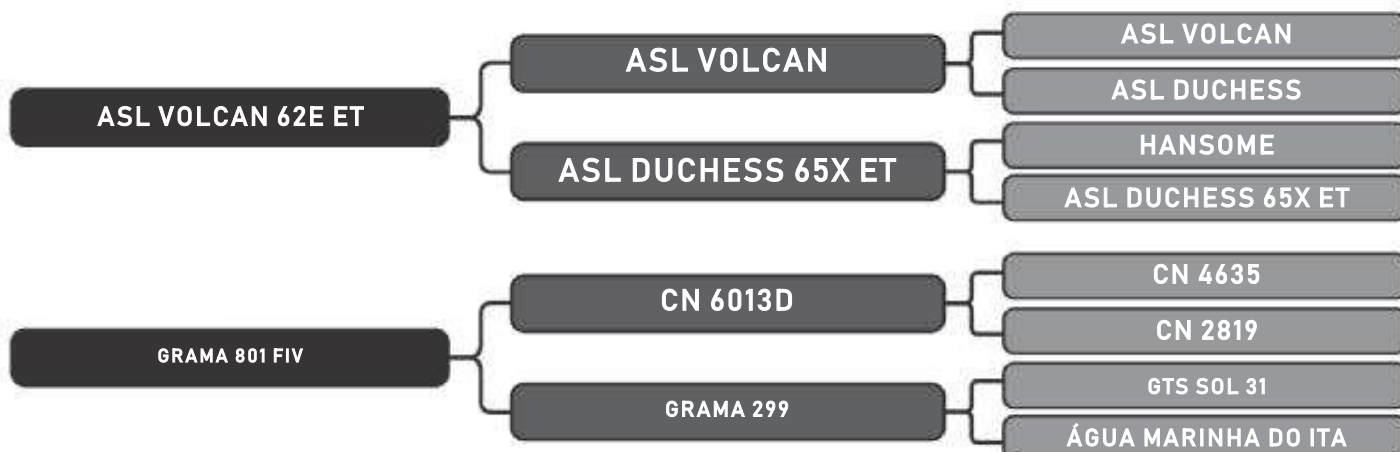 ASL VOLCAN 62E ET
ASL VOLCAN
ASL DUCHESS 65X ET
ASL VOLCAN
ASL DUCHESS
HANSOME
ASL DUCHESS 65X ET
GRAMA 801 FIV
CN 6013D
GRAMA 299
CN 4635
CN 2819
GTS SOL 31
ÁGUA MARINHA DO ITA